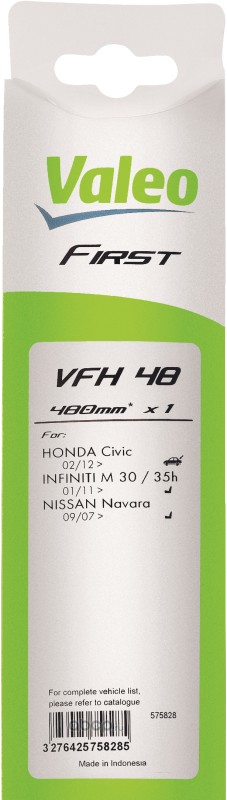 Valeo
FIRST
VFH 48
480mm* x 1
For:
HONDA Civic
02/12 >
INFINITI M 30 / 35h
01/11 >
NISSAN Navara
09/07 >
For complete vehicle list,
please refer to catalogue
575828
3 276425 758285
Made in Indonesia